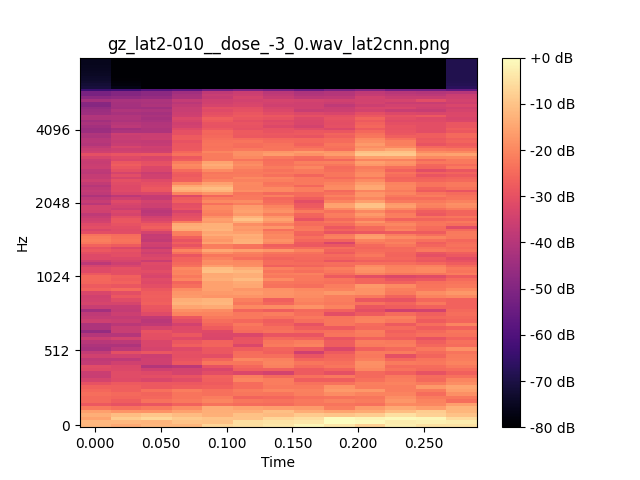 gz_lat2-010__dose_-3_0.wav_lat2cnn.png
+0 dB
-10 dB
-20 dB
-30 dB
-40 dB
-50 dB
-60 dB
-70 dB
-80 dB
4096
2048
1024
512
0
Hz
0.000 0.050 0.100 0.150 0.200 0.250
Time